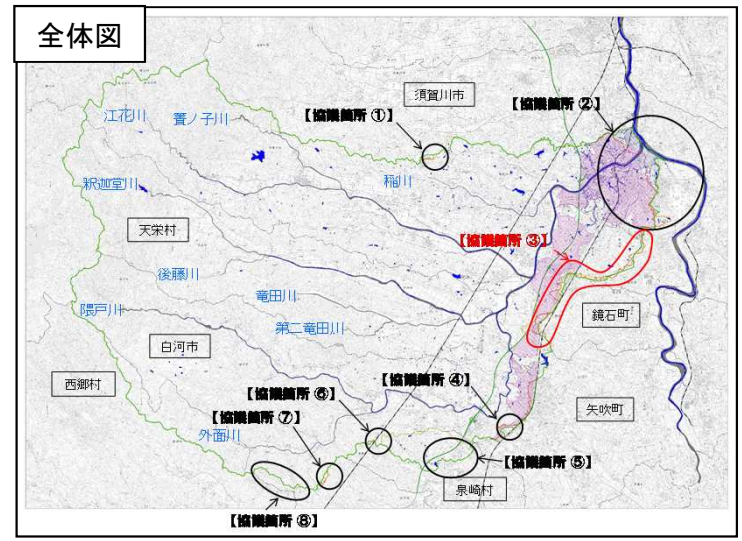 全体図
須賀川市
【協議箇所 ①】
【協議箇所 ②】
江花川
簀ノ子川
稲川
釈迦堂川
天栄村
【協議箇所 ③】
後藤川
竜田川
隈戸川
第二竜田川
鏡石町
白河市
西郷村
【協議箇所 ④】
【協議箇所 ⑥】
矢吹町
【協議箇所 ⑦】
外面川
【協議箇所 ⑤】
泉崎村
【協議箇所 ⑧】